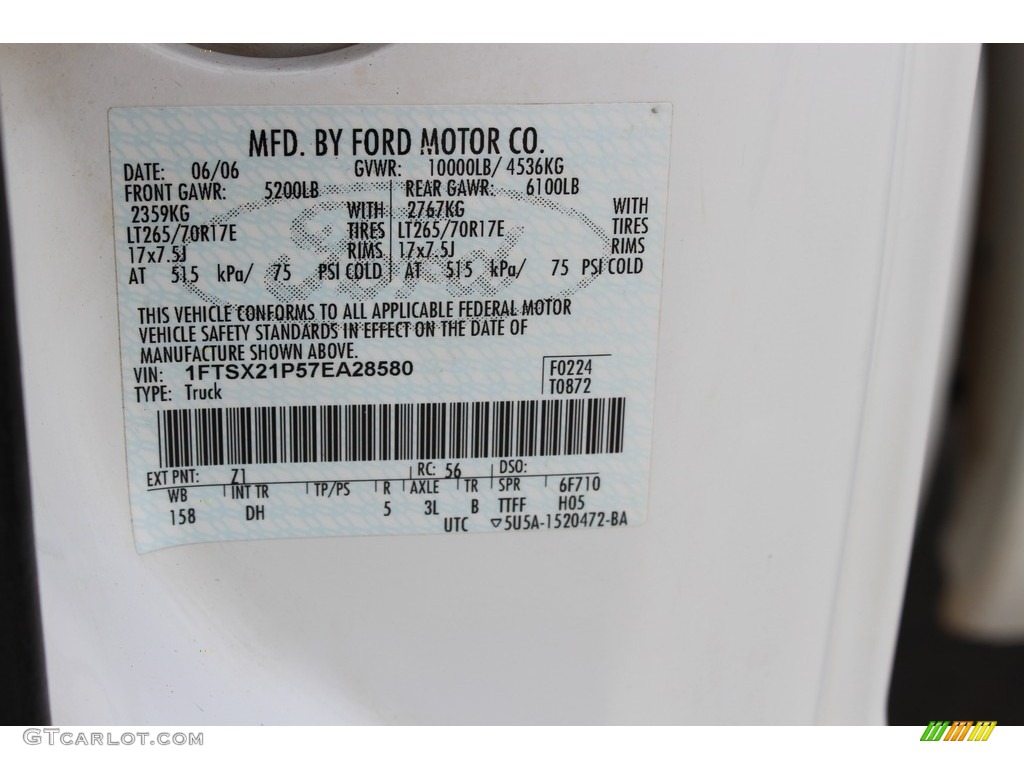 MFD. BY FORD MOTOR CO.
DATE: 06/06 GVWR: 10000LB/ 4536KG
FRONT GAWR: 5200LB REAR GAWR: 6100LB
2359KG WITH 2767KG WITH
LT265/70R17E TIRES LT265/70R17E TIRES
17x7.5J RIMS 17x7.5J RIMS
AT 515 kPa/ 75 PSI COLD AT 515 kPa/ 75 PSI COLD
THIS VEHICLE CONFORMS TO ALL APPLICABLE FEDERAL MOTOR
VEHICLE SAFETY STANDARDS IN EFFECT ON THE DATE OF
MANUFACTURE SHOWN ABOVE.
VIN: 1FTSX21P57EA28580 F0224
TYPE: Truck T0872
EXT PNT: Z1 RC: 56 DSO:
WB INT TR TP/PS R AXLE TR SPR 6F710
158 DH 5 3L B TTFF H05
UTC ▽5U5A-1520472-BA
GTCARLOT.COM